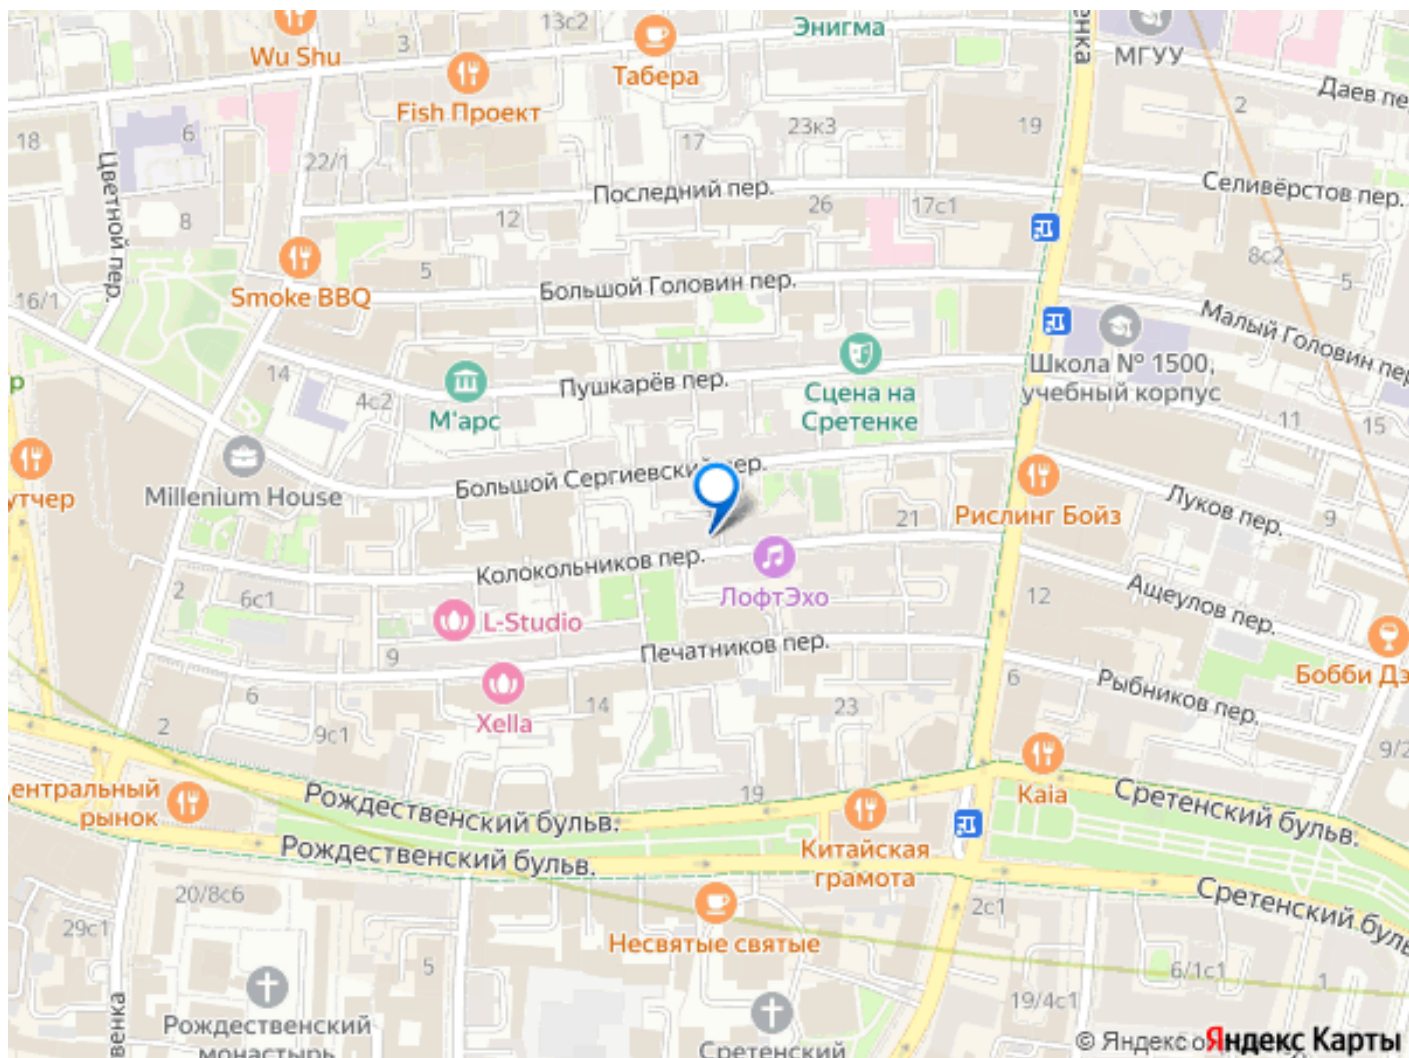 13с2
Энигма
3
Wu Shu
Табера
МГУУ
Fish Проект
Даев пе
2
18
6
22/1
17
23к3
19
Цветной пер.
Последний пер.
Селивёрстов пер.
8
12
26
17с1
5
8с2
5
16/1
Smoke BBQ
Большой Головин пер.
Малый Головин пер
14
4с2
М'арс
Пушкарёв пер.
Сцена на
Сретенке
Школа № 1500,
учебный корпус
11
15
утчер
Millenium House
Большой Сергиевский пер.
Рислинг Бойз
Луков пер.
9
21
Колокольников пер.
ЛофтЭхо
2
6с1
L-Studio
12
Ащеулов пер.
9
Печатников пер.
Бобби Дэ
6
Xella
14
23
6
Рыбников пер.
2
9с1
9/2
ентральный
рынок
Рождественский бульв.
19
Kaia
Сретенский бульв.
Рождественский бульв.
Китайская
грамота
20/8с6
2с1
Сретенский буль
29с1
Несвятые святые
5
6/1с1
1
19/4с1
Рождественский
монастырь
Сретенский
венка
© Яндекс
Яндекс Карты